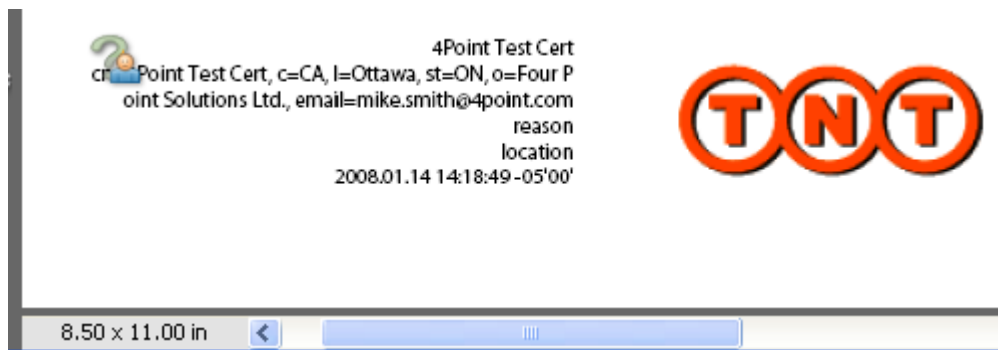 4Point Test Cert
Point Test Cert, c=CA, l=Ottawa, st=ON, o=Four P
oint Solutions Ltd., email=mike.smith@4point.com
reason
location
2008.01.14 14:18:49 -05'00'
TNT
8.50 x 11.00 in